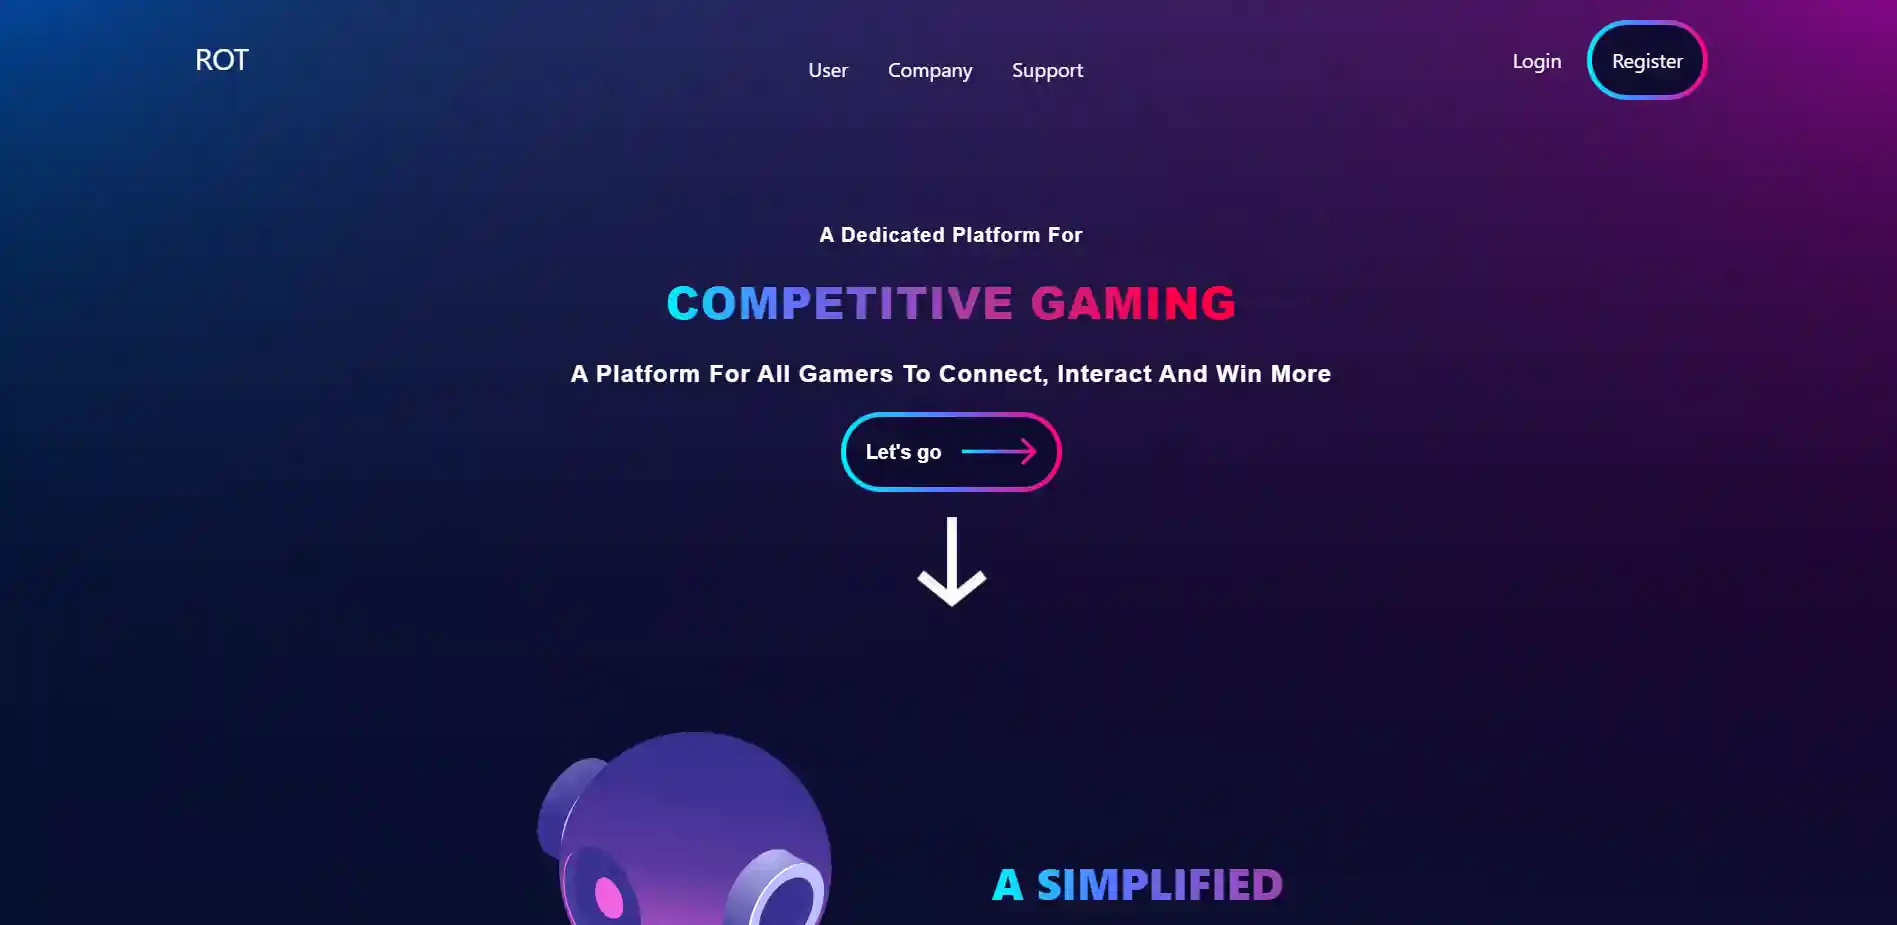 ROT
User
Company
Support
Login
Register
A Dedicated Platform For
COMPETITIVE GAMING
A Platform For All Gamers To Connect, Interact And Win More
Let's go
A SIMPLIFIED